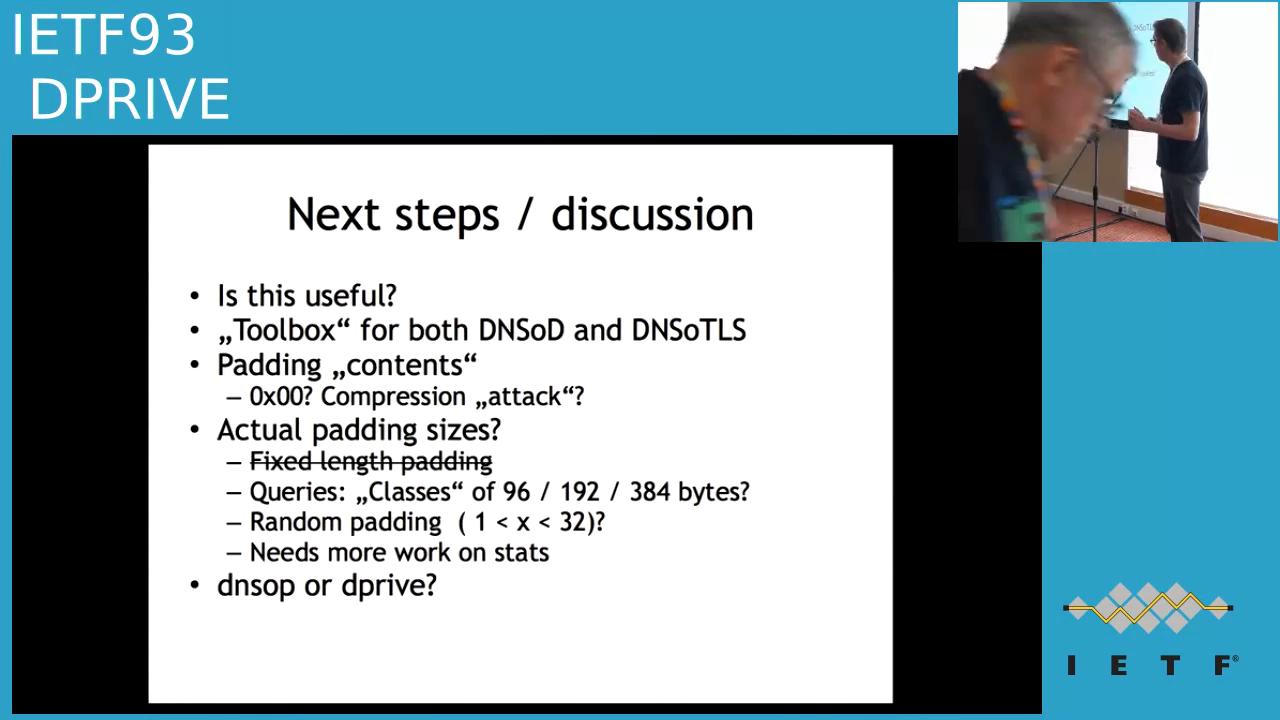 IETF93
DPRIVE
Next steps / discussion
• Is this useful?
• „Toolbox“ for both DNSoD and DNSoTLS
• Padding „contents“
– 0x00? Compression „attack“?
• Actual padding sizes?
– Fixed length padding
– Queries: „Classes“ of 96 / 192 / 384 bytes?
– Random padding ( 1 < x < 32)?
– Needs more work on stats
• dnsop or dprive?
I E T F®